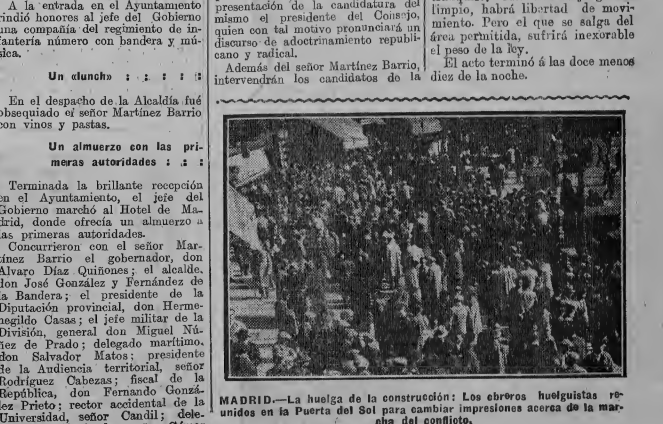 A la entrada en el Ayuntamiento
rindió honores al jefe del Gobierno
una compañía del regimiento de in-
fantería número con bandera y mú-
sica.
Un «lunch» : : : : :
En el despacho de la Alcaldía fué
obsequiado el señor Martínez Barrio
con vinos y pastas.
Un almuerzo con las pri-
meras autoridades : : :
Terminada la brillante recepción
en el Ayuntamiento, el jefe del
Gobierno marchó al Hotel de Ma-
drid, donde ofrecía un almuerzo a
las primeras autoridades.
Concurrieron con el señor Mar-
tínez Barrio el gobernador, don
Alvaro Díaz Quiñones; el alcalde,
don José González y Fernández de
la Bandera; el presidente de la
Diputación provincial, don Herme-
negildo Casas; el jefe militar de la
División, general don Miguel Nú-
ñez de Prado; delegado marítimo,
don Salvador Matos; presidente
de la Audiencia territorial, señor
Rodríguez Cabezas; fiscal de la
República, don Fernando Gonzá-
lez Prieto; rector accidental de la
Universidad, señor Candil; dele-
presentación de la candidatura del
mismo el presidente del Consejo,
quien con tal motivo pronunciará un
discurso de adoctrinamiento republi-
cano y radical.
Además del señor Martínez Barrio,
intervendrán los candidatos de la
limpio, habrá libertad de movi-
miento. Pero el que se salga del
área permitida, sufrirá inexorable
el peso de la ley.
El acto terminó á las doce menos
diez de la noche.
MADRID.—La huelga de la construcción: Los obreros huelguistas re-
unidos en la Puerta del Sol para cambiar impresiones acerca de la mar-
cha del conflicto.